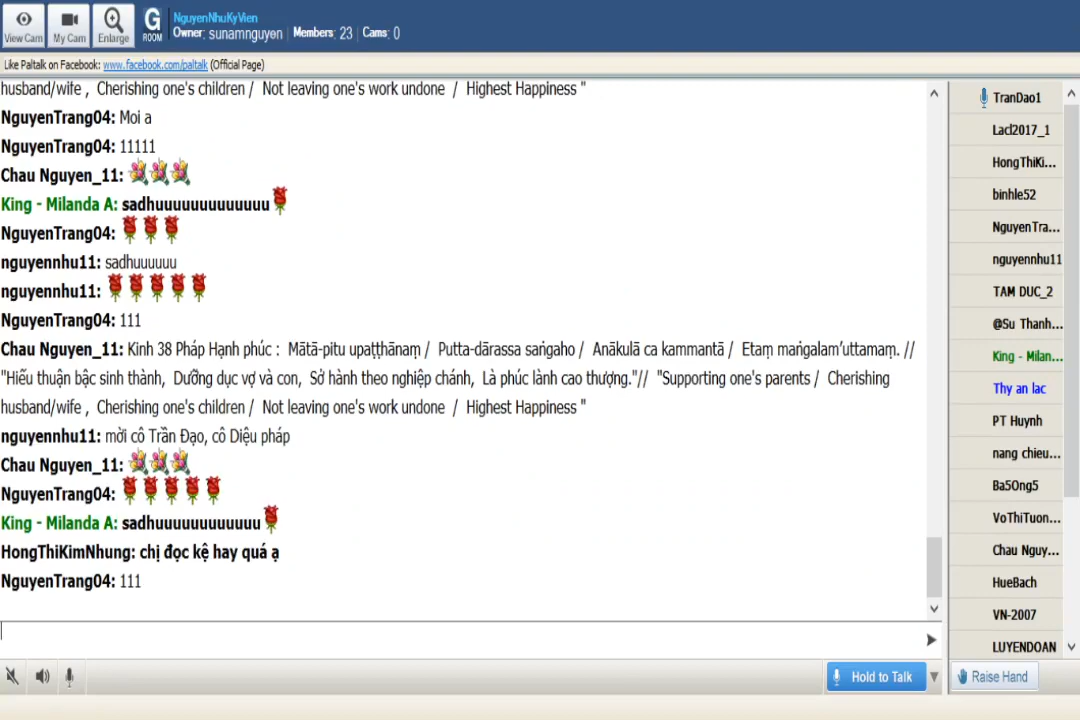 NguyenNhuKyVien
Owner: sunamnguyen Members: 23 Cams: 0
View Cam My Cam Enlarge G ROOM
Like Paltalk on Facebook: www.facebook.com/paltalk (Official Page)
husband/wife , Cherishing one's children / Not leaving one's work undone / Highest Happiness "
NguyenTrang04: Moi a
NguyenTrang04: 11111
Chau Nguyen_11:
King - Milanda A: sadhuuuuuuuuuuuuu
NguyenTrang04:
nguyennhu11: sadhuuuuuu
nguyennhu11:
NguyenTrang04: 111
Chau Nguyen_11: Kinh 38 Pháp Hạnh phúc : Mātā-pitu upaṭṭhānaṃ / Putta-dārassa saṅgaho / Anākulā ca kammantā / Etaṃ maṅgalam'uttamaṃ. //
"Hiếu thuận bậc sinh thành, Dưỡng dục vợ và con, Sở hành theo nghiệp chánh, Là phúc lành cao thượng."// "Supporting one's parents / Cherishing
husband/wife , Cherishing one's children / Not leaving one's work undone / Highest Happiness "
nguyennhu11: mời cô Trần Đạo, cô Diệu pháp
Chau Nguyen_11:
NguyenTrang04:
King - Milanda A: sadhuuuuuuuuuuuu
HongThiKimNhung: chị đọc kệ hay quá ạ
NguyenTrang04: 111
TranDao1
Lacl2017_1
HongThiKi...
binhle52
NguyenTra...
nguyennhu11
TAM DUC_2
@Su Thanh...
King - Milan...
Thy an lac
PT Huynh
nang chieu...
Ba5Ong5
VoThiTuon...
Chau Nguy...
HueBach
VN-2007
LUYENDOAN
Hold to Talk
Raise Hand